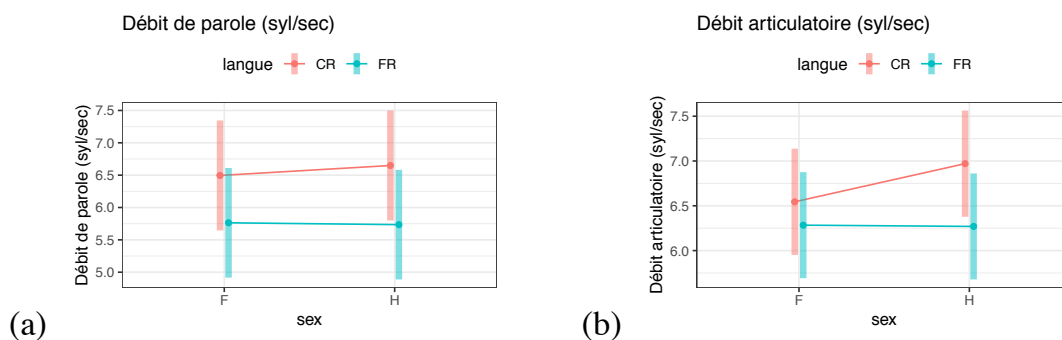 Débit de parole (syl/sec)
langue CR FR
Débit de parole (syl/sec)
7.5
7.0
6.5
6.0
5.5
5.0
F H
sex
(a)
Débit articulatoire (syl/sec)
langue CR FR
Débit articulatoire (syl/sec)
7.5
7.0
6.5
6.0
F H
sex
(b)